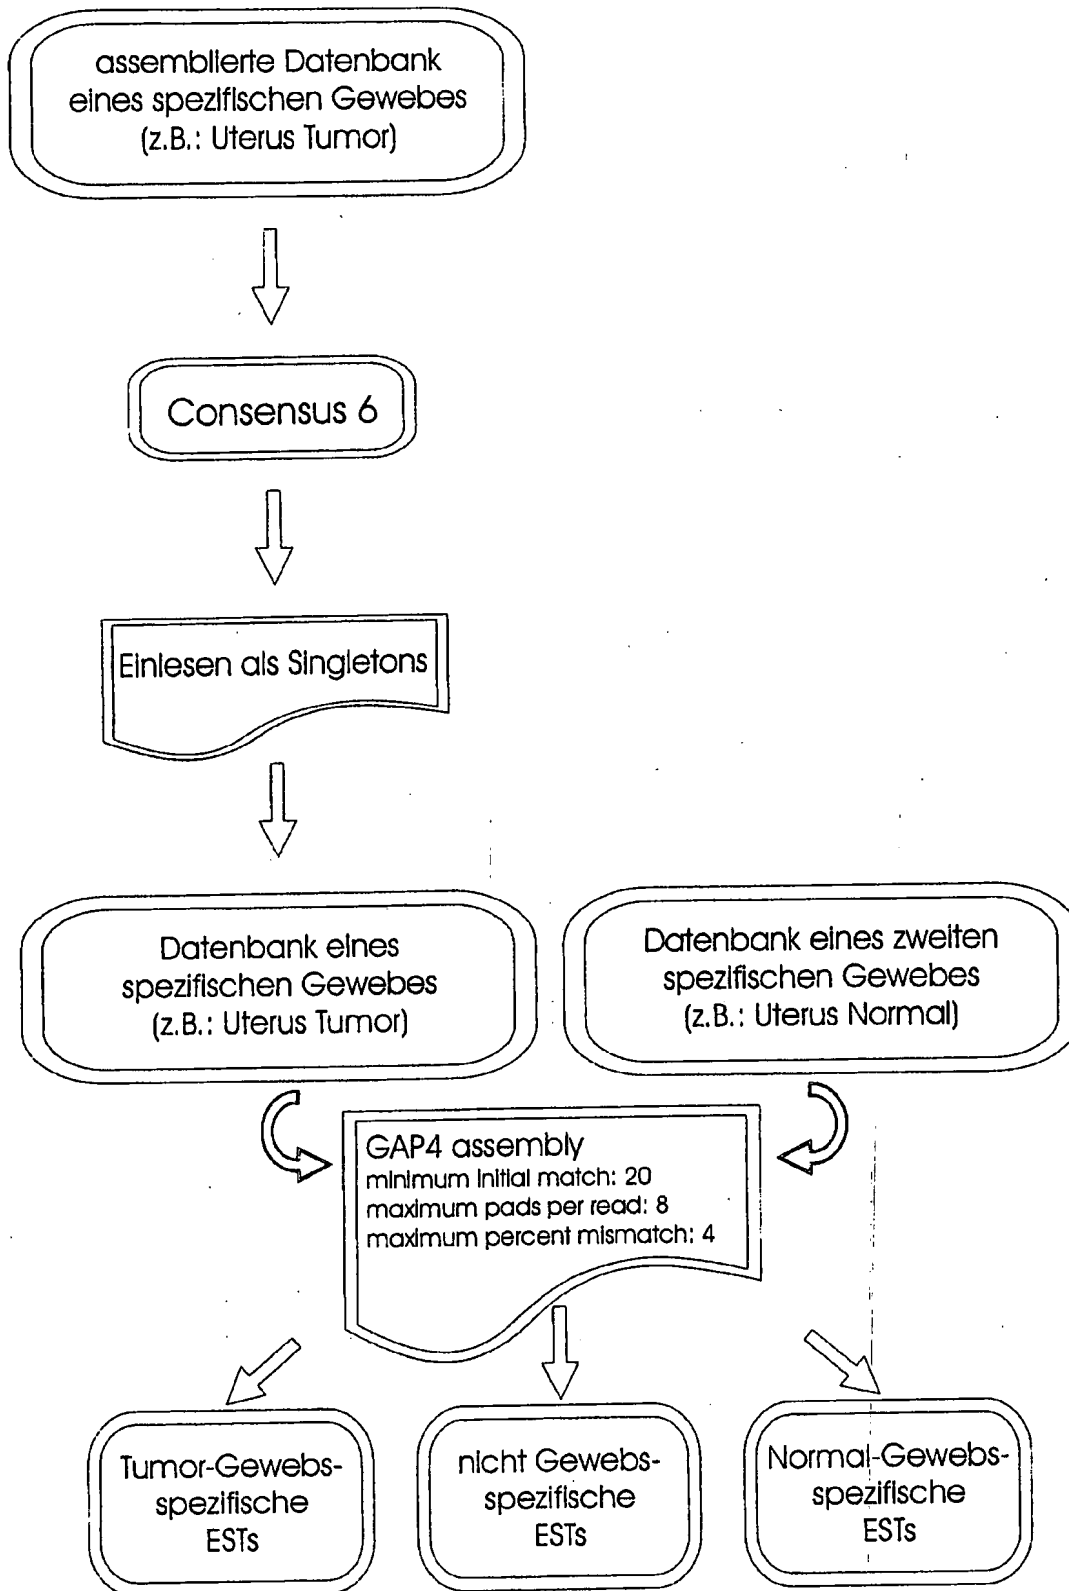 assemblierte Datenbank
eines spezifischen Gewebes
(z.B.: Uterus Tumor)
Consensus 6
Einlesen als Singletons
Datenbank eines
spezifischen Gewebes
(z.B.: Uterus Tumor)
Datenbank eines zweiten
spezifischen Gewebes
(z.B.: Uterus Normal)
GAP4 assembly
minimum initial match: 20
maximum pads per read: 8
maximum percent mismatch: 4
Tumor-Gewebs-
spezifische
ESTs
nicht Gewebs-
spezifische
ESTs
Normal-Gewebs-
spezifische
ESTs